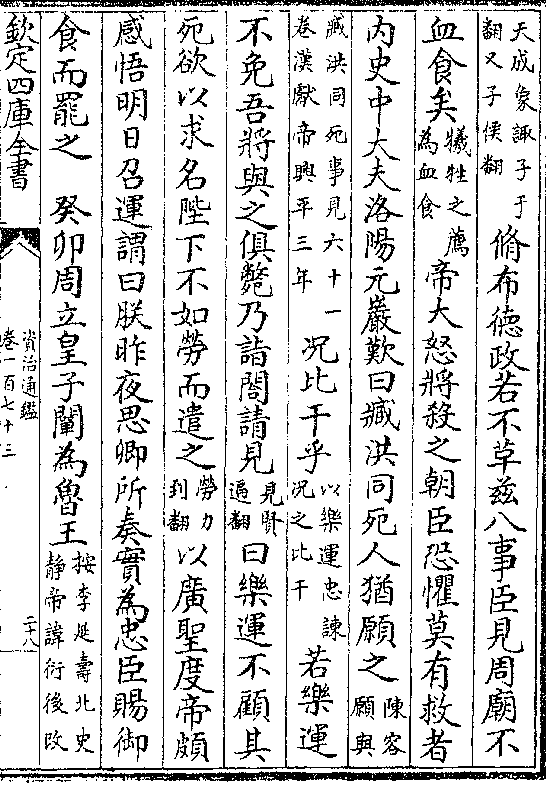 天成象諏子于翻又子侯翻脩布德政若不革兹八事臣見周廟不
血食矣犧牲之薦為血食帝大怒將殺之朝臣恐懼莫有救者
内史中大夫洛陽元巖歎曰臧洪同死人猶願之陳容願與
臧洪同死事見六十一卷漢獻帝興平三年况比干乎以樂運忠諫况之比干若樂運
不免吾將與之俱斃乃詣閤請見見賢遍翻曰樂運不顧其
死欲以求名陛下不如勞而遣之勞力到翻以廣聖度帝頗
感悟明日召運謂曰朕昨夜思卿所奏實為忠臣賜御
食而罷之 癸卯周立皇子闡為魯王按李延壽北史静帝諱衍後改
欽定四庫全書
資治通鑑
卷一百七十三
二十八